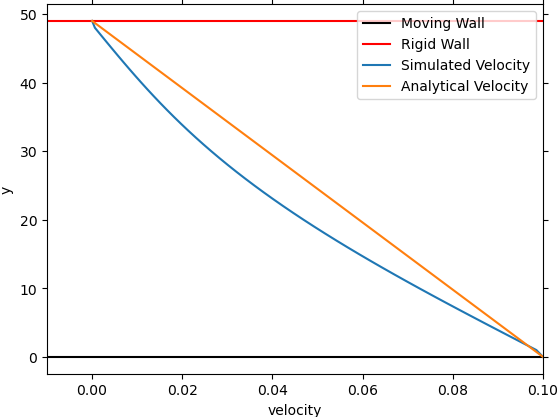 50
40
30
20
10
0
y
Moving Wall
Rigid Wall
Simulated Velocity
Analytical Velocity
0.00 0.02 0.04 0.06 0.08 0.10
velocity